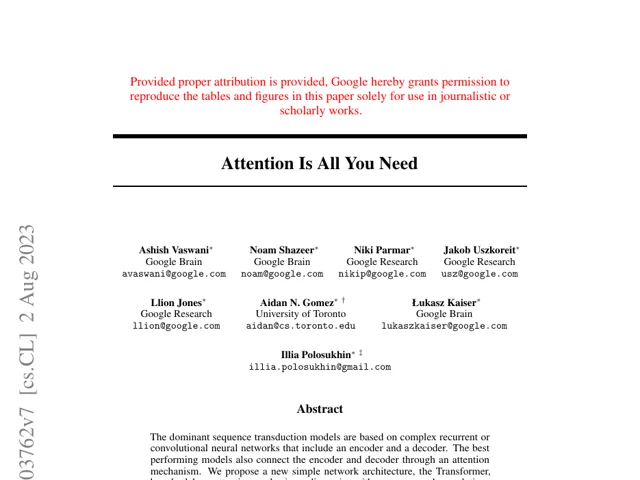 Provided proper attribution is provided, Google hereby grants permission to
reproduce the tables and figures in this paper solely for use in journalistic or
scholarly works.
Attention Is All You Need
Ashish Vaswani∗ Noam Shazeer∗ Niki Parmar∗ Jakob Uszkoreit∗
Google Brain Google Brain Google Research Google Research
avaswani@google.com noam@google.com nikip@google.com usz@google.com
Llion Jones∗ Aidan N. Gomez∗ † Łukasz Kaiser∗
Google Research University of Toronto Google Brain
llion@google.com aidan@cs.toronto.edu lukaszkaiser@google.com
Illia Polosukhin∗ ‡
illia.polosukhin@gmail.com
Abstract
The dominant sequence transduction models are based on complex recurrent or
convolutional neural networks that include an encoder and a decoder. The best
performing models also connect the encoder and decoder through an attention
mechanism. We propose a new simple network architecture, the Transformer,
03762v7 [cs.CL] 2 Aug 2023